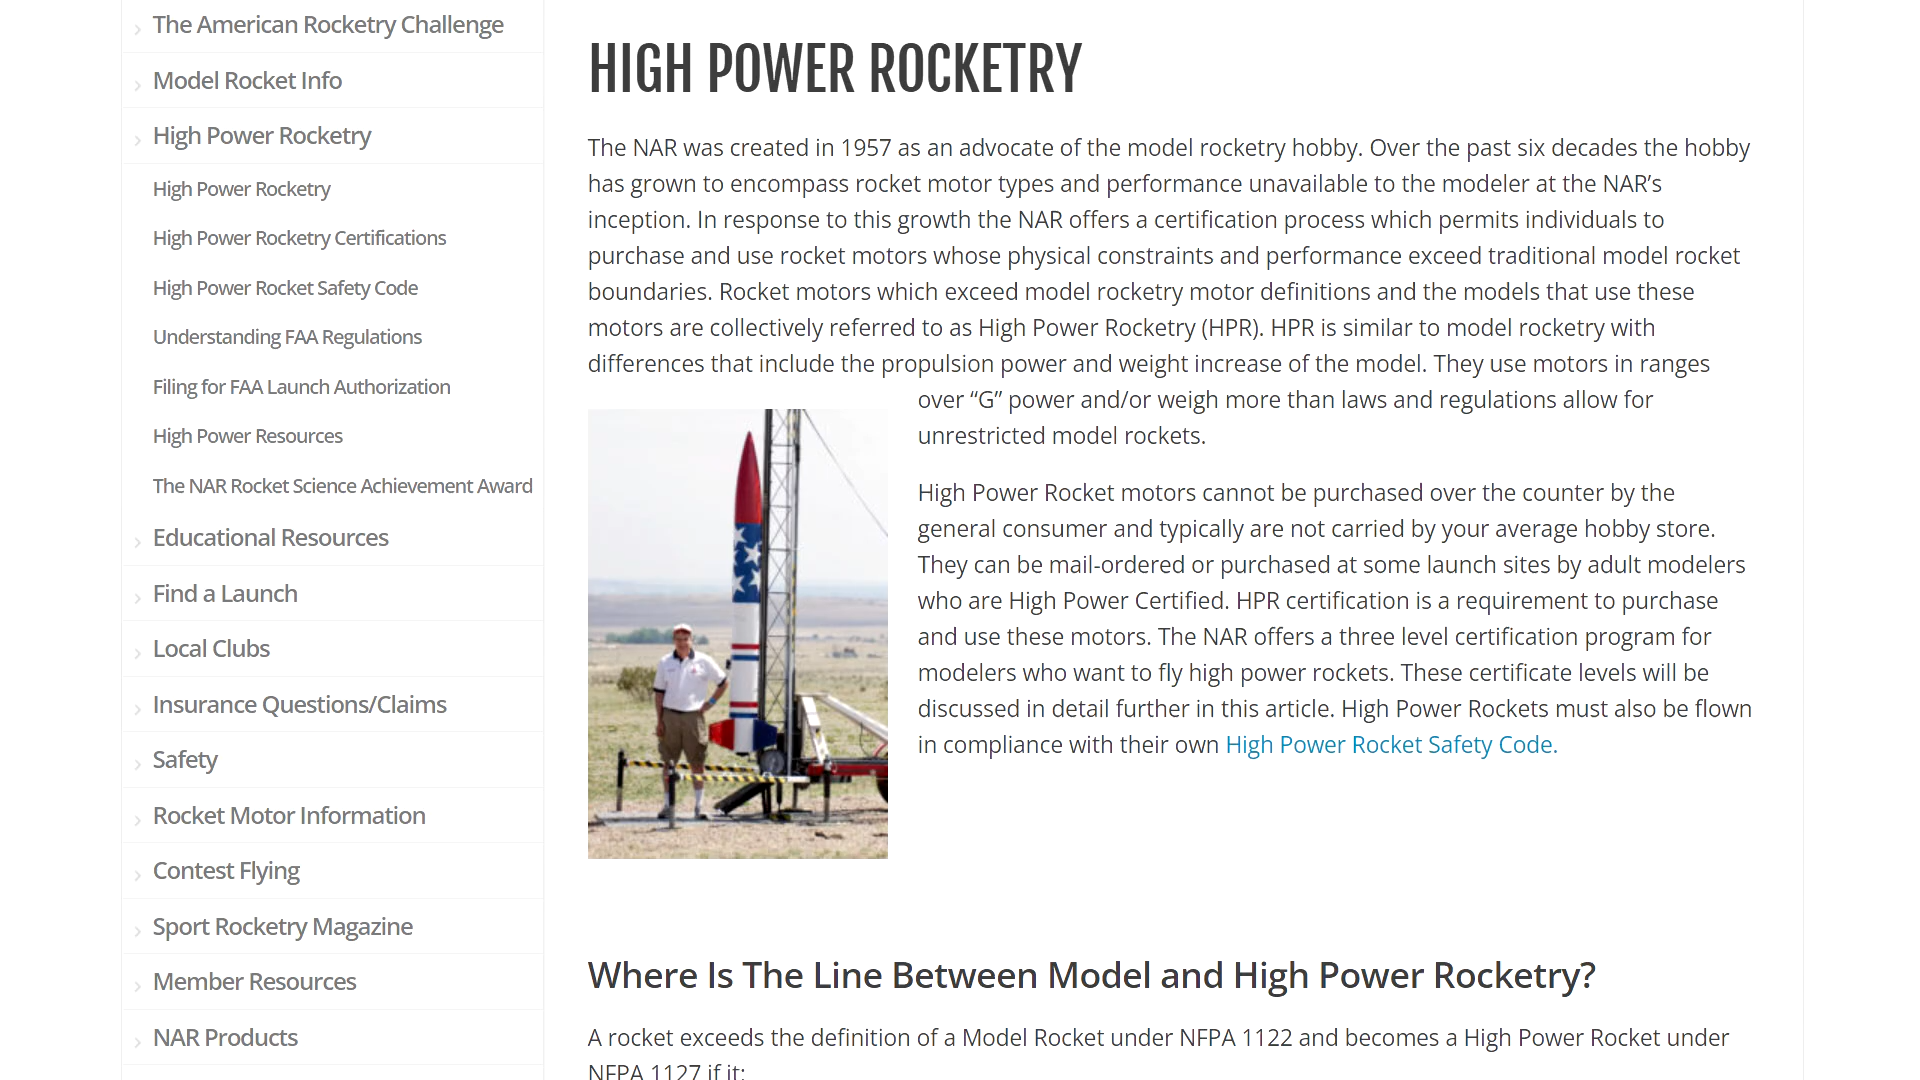 The American Rocketry Challenge
Model Rocket Info
High Power Rocketry
High Power Rocketry
High Power Rocketry Certifications
High Power Rocket Safety Code
Understanding FAA Regulations
Filing for FAA Launch Authorization
High Power Resources
The NAR Rocket Science Achievement Award
Educational Resources
Find a Launch
Local Clubs
Insurance Questions/Claims
Safety
Rocket Motor Information
Contest Flying
Sport Rocketry Magazine
Member Resources
NAR Products
HIGH POWER ROCKETRY
The NAR was created in 1957 as an advocate of the model rocketry hobby. Over the past six decades the hobby
has grown to encompass rocket motor types and performance unavailable to the modeler at the NAR’s
inception. In response to this growth the NAR offers a certification process which permits individuals to
purchase and use rocket motors whose physical constraints and performance exceed traditional model rocket
boundaries. Rocket motors which exceed model rocketry motor definitions and the models that use these
motors are collectively referred to as High Power Rocketry (HPR). HPR is similar to model rocketry with
differences that include the propulsion power and weight increase of the model. They use motors in ranges
over “G” power and/or weigh more than laws and regulations allow for
unrestricted model rockets.
High Power Rocket motors cannot be purchased over the counter by the
general consumer and typically are not carried by your average hobby store.
They can be mail-ordered or purchased at some launch sites by adult modelers
who are High Power Certified. HPR certification is a requirement to purchase
and use these motors. The NAR offers a three level certification program for
modelers who want to fly high power rockets. These certificate levels will be
discussed in detail further in this article. High Power Rockets must also be flown
in compliance with their own High Power Rocket Safety Code.
Where Is The Line Between Model and High Power Rocketry?
A rocket exceeds the definition of a Model Rocket under NFPA 1122 and becomes a High Power Rocket under
NFPA 1127 if it: